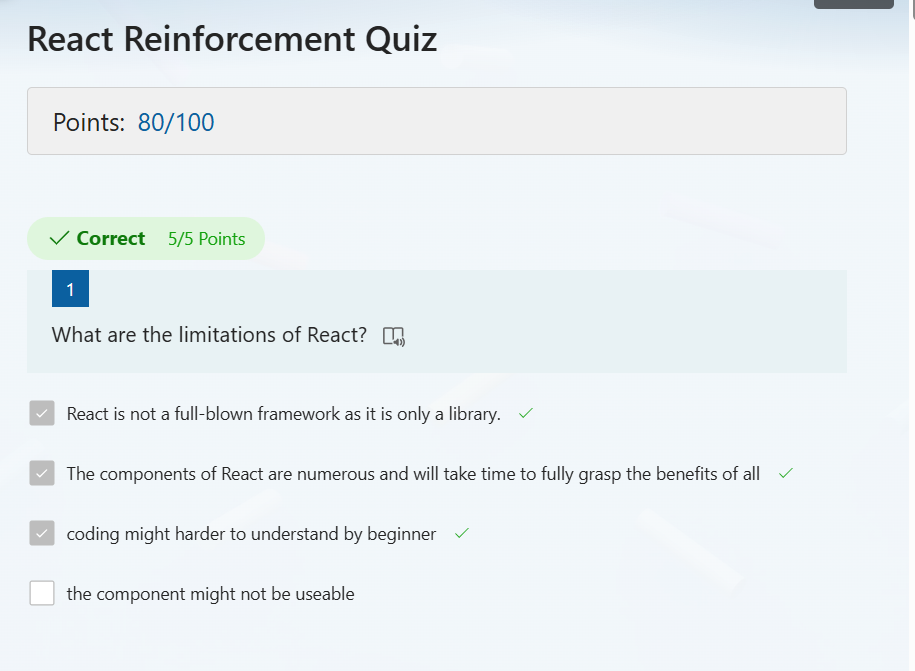 React Reinforcement Quiz
Points: 80/100
Correct 5/5 Points
1
What are the limitations of React?
React is not a full-blown framework as it is only a library.
The components of React are numerous and will take time to fully grasp the benefits of all
coding might harder to understand by beginner
the component might not be useable